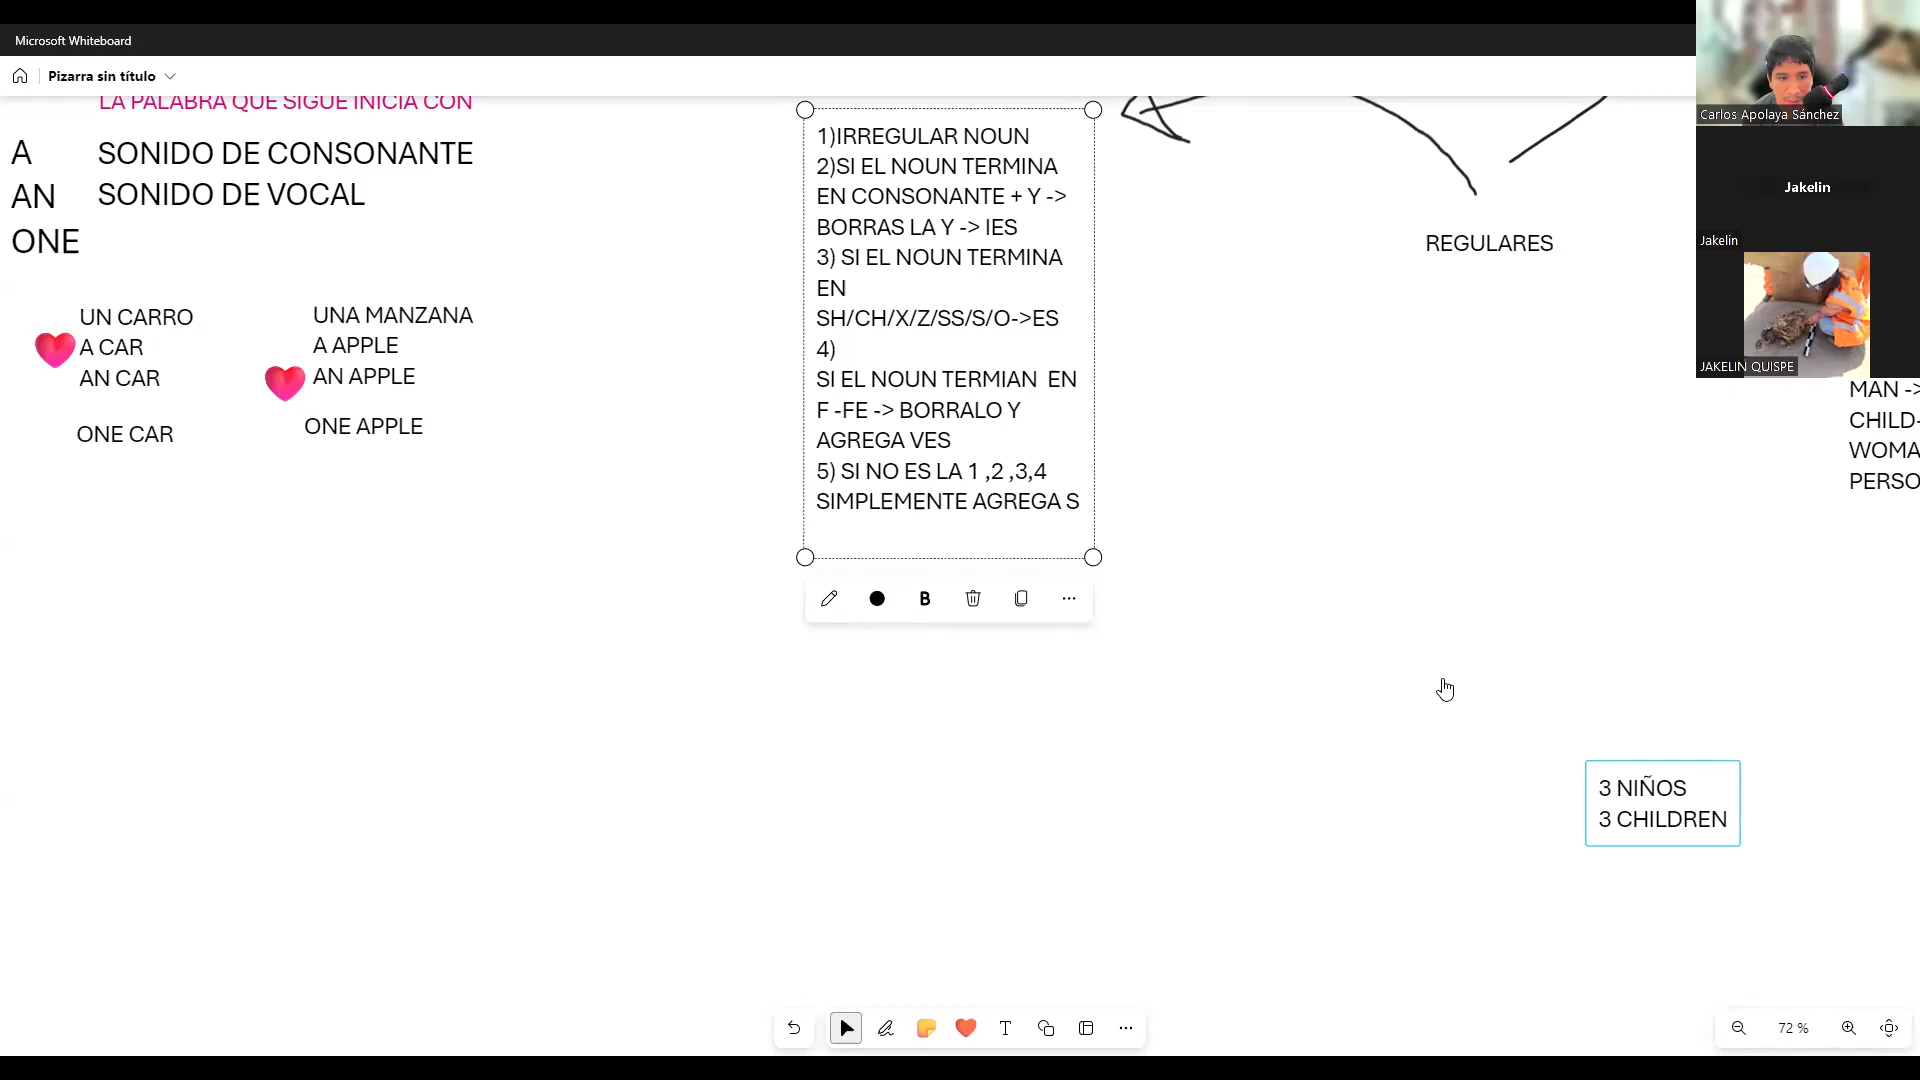 Microsoft Whiteboard
Pizarra sin título
LA PALABRA QUE SIGUE INICIA CON
A SONIDO DE CONSONANTE
AN SONIDO DE VOCAL
ONE
UN CARRO
A CAR
AN CAR
ONE CAR
UNA MANZANA
A APPLE
AN APPLE
ONE APPLE
1)IRREGULAR NOUN
2)SI EL NOUN TERMINA
EN CONSONANTE + Y ->
BORRAS LA Y -> IES
3) SI EL NOUN TERMINA
EN
SH/CH/X/Z/SS/S/O->ES
4)
SI EL NOUN TERMIAN  EN
F -FE -> BORRALO Y
AGREGA VES
5) SI NO ES LA 1 ,2 ,3,4
SIMPLEMENTE AGREGA S
B
REGULARES
Carlos Apolaya Sánchez
Jakelin
Jakelin
JAKELIN QUISPE
MAN ->
CHILD-
WOMA
PERSO
3 NIÑOS
3 CHILDREN
72 %